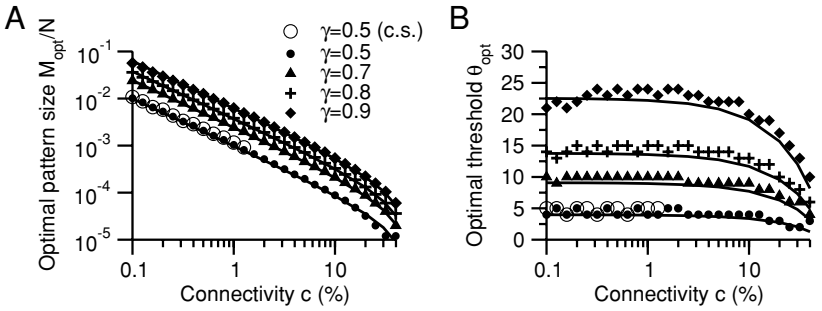 A
Optimal pattern size M_opt/N
10^-1
10^-2
10^-3
10^-4
10^-5
0.1
1
10
Connectivity c (%)
γ=0.5 (c.s.)
γ=0.5
γ=0.7
γ=0.8
γ=0.9
B
Optimal threshold θ_opt
30
25
20
15
10
5
0
0.1
1
10
Connectivity c (%)